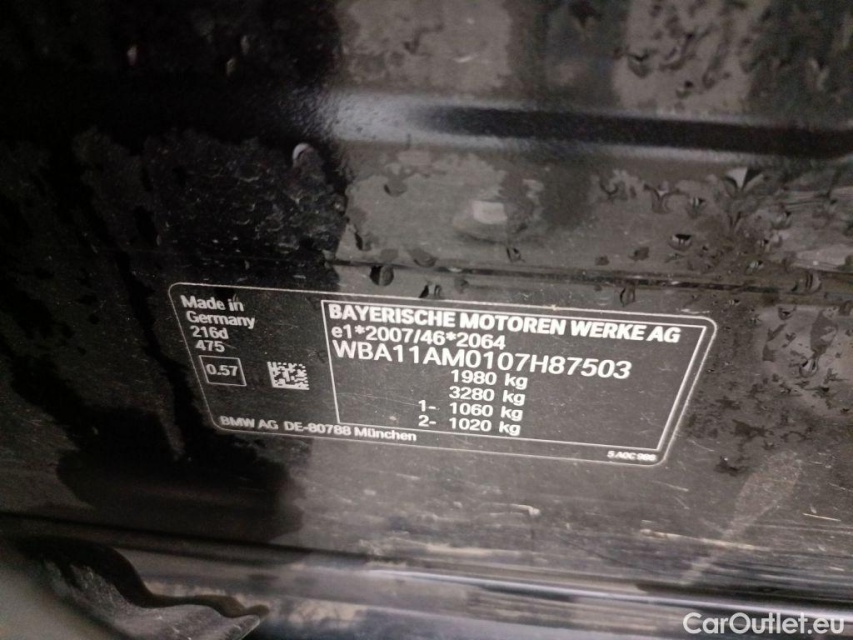 Made in
Germany
216d
475
0.57
BAYERISCHE MOTOREN WERKE AG
e1*2007/46*2064
WBA11AM0107H87503
1980 kg
3280 kg
1- 1060 kg
2- 1020 kg
BMW AG DE-80788 München
CarOutlet.eu